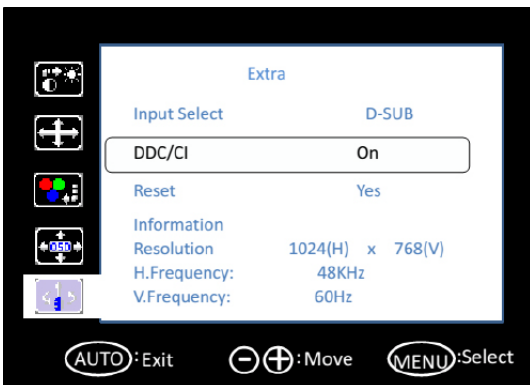 Extra
Input Select D-SUB
DDC/CI On
Reset Yes
Information
Resolution 1024(H) x 768(V)
H.Frequency: 48KHz
V.Frequency: 60Hz
OSD
AUTO : Exit − + : Move MENU :Select